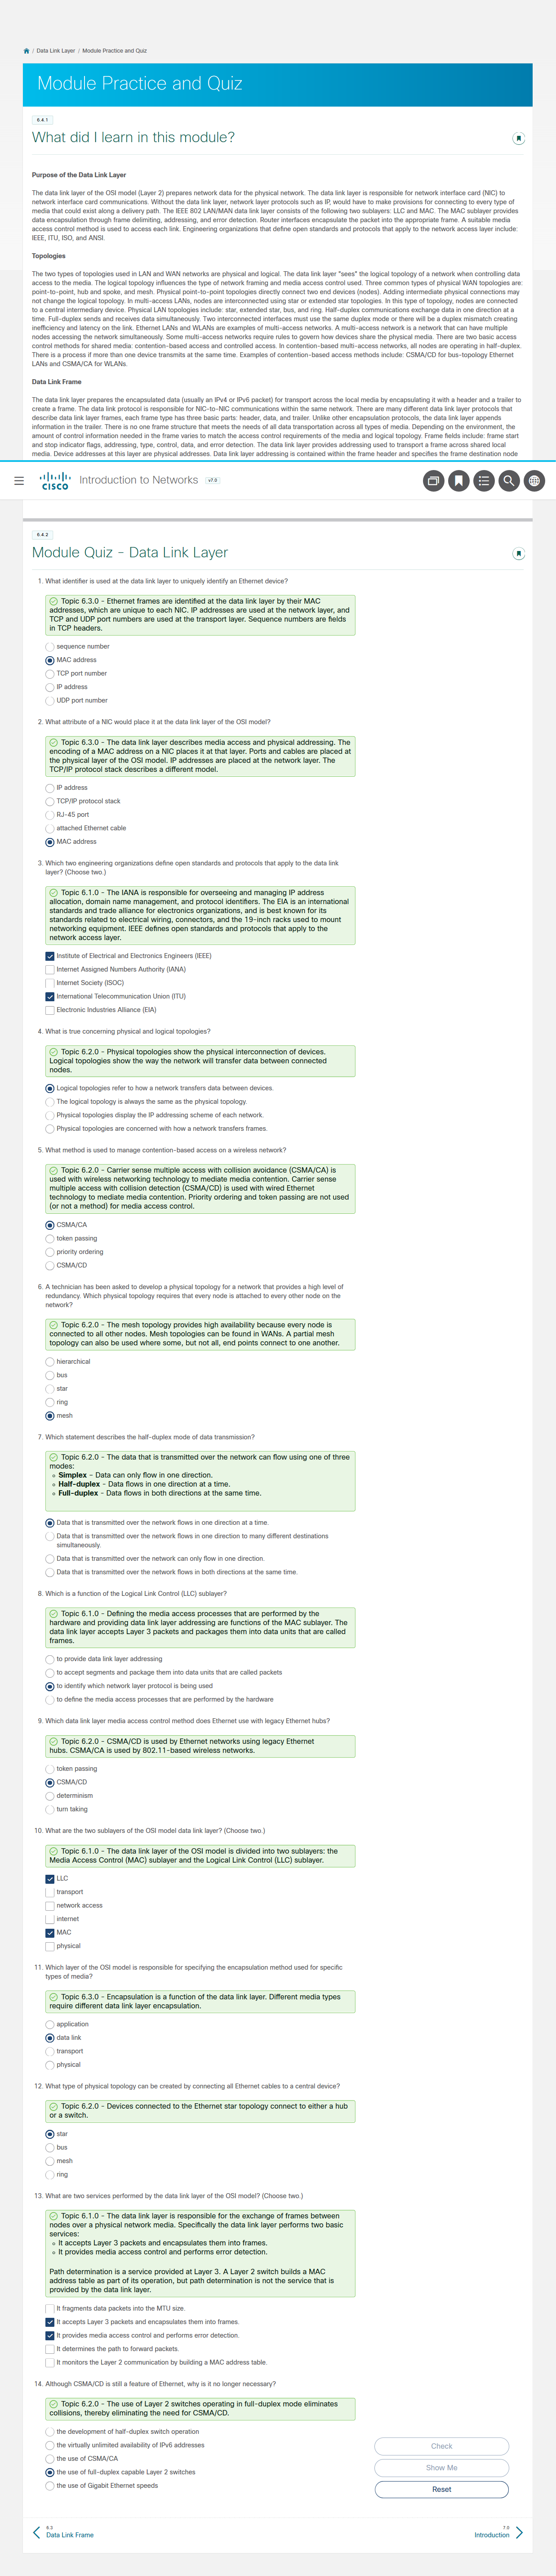 / Data Link Layer / Module Practice and Quiz
Module Practice and Quiz
6.4.1
What did I learn in this module?
Purpose of the Data Link Layer
The data link layer of the OSI model (Layer 2) prepares network data for the physical network. The data link layer is responsible for network interface card (NIC) to
network interface card communications. Without the data link layer, network layer protocols such as IP, would have to make provisions for connecting to every type of
media that could exist along a delivery path. The IEEE 802 LAN/MAN data link layer consists of the following two sublayers: LLC and MAC. The MAC sublayer provides
data encapsulation through frame delimiting, addressing, and error detection. Router interfaces encapsulate the packet into the appropriate frame. A suitable media
access control method is used to access each link. Engineering organizations that define open standards and protocols that apply to the network access layer include:
IEEE, ITU, ISO, and ANSI.
Topologies
The two types of topologies used in LAN and WAN networks are physical and logical. The data link layer "sees" the logical topology of a network when controlling data
access to the media. The logical topology influences the type of network framing and media access control used. Three common types of physical WAN topologies are:
point-to-point, hub and spoke, and mesh. Physical point-to-point topologies directly connect two end devices (nodes). Adding intermediate physical connections may
not change the logical topology. In multi-access LANs, nodes are interconnected using star or extended star topologies. In this type of topology, nodes are connected
to a central intermediary device. Physical LAN topologies include: star, extended star, bus, and ring. Half-duplex communications exchange data in one direction at a
time. Full-duplex sends and receives data simultaneously. Two interconnected interfaces must use the same duplex mode or there will be a duplex mismatch creating
inefficiency and latency on the link. Ethernet LANs and WLANs are examples of multi-access networks. A multi-access network is a network that can have multiple
nodes accessing the network simultaneously. Some multi-access networks require rules to govern how devices share the physical media. There are two basic access
control methods for shared media: contention-based access and controlled access. In contention-based multi-access networks, all nodes are operating in half-duplex.
There is a process if more than one device transmits at the same time. Examples of contention-based access methods include: CSMA/CD for bus-topology Ethernet
LANs and CSMA/CA for WLANs.
Data Link Frame
The data link layer prepares the encapsulated data (usually an IPv4 or IPv6 packet) for transport across the local media by encapsulating it with a header and a trailer to
create a frame. The data link protocol is responsible for NIC-to-NIC communications within the same network. There are many different data link layer protocols that
describe data link layer frames, each frame type has three basic parts: header, data, and trailer. Unlike other encapsulation protocols, the data link layer appends
information in the trailer. There is no one frame structure that meets the needs of all data transportation across all types of media. Depending on the environment, the
amount of control information needed in the frame varies to match the access control requirements of the media and logical topology. Frame fields include: frame start
and stop indicator flags, addressing, type, control, data, and error detection. The data link layer provides addressing used to transport a frame across shared local
media. Device addresses at this layer are physical addresses. Data link layer addressing is contained within the frame header and specifies the frame destination node
CISCO Introduction to Networks v7.0
6.4.2
Module Quiz - Data Link Layer
1. What identifier is used at the data link layer to uniquely identify an Ethernet device?
Topic 6.3.0 - Ethernet frames are identified at the data link layer by their MAC
addresses, which are unique to each NIC. IP addresses are used at the network layer, and
TCP and UDP port numbers are used at the transport layer. Sequence numbers are fields
in TCP headers.
sequence number
MAC address
TCP port number
IP address
UDP port number
2. What attribute of a NIC would place it at the data link layer of the OSI model?
Topic 6.3.0 - The data link layer describes media access and physical addressing. The
encoding of a MAC address on a NIC places it at that layer. Ports and cables are placed at
the physical layer of the OSI model. IP addresses are placed at the network layer. The
TCP/IP protocol stack describes a different model.
IP address
TCP/IP protocol stack
RJ-45 port
attached Ethernet cable
MAC address
3. Which two engineering organizations define open standards and protocols that apply to the data link
layer? (Choose two.)
Topic 6.1.0 - The IANA is responsible for overseeing and managing IP address
allocation, domain name management, and protocol identifiers. The EIA is an international
standards and trade alliance for electronics organizations, and is best known for its
standards related to electrical wiring, connectors, and the 19-inch racks used to mount
networking equipment. IEEE defines open standards and protocols that apply to the
network access layer.
Institute of Electrical and Electronics Engineers (IEEE)
Internet Assigned Numbers Authority (IANA)
Internet Society (ISOC)
International Telecommunication Union (ITU)
Electronic Industries Alliance (EIA)
4. What is true concerning physical and logical topologies?
Topic 6.2.0 - Physical topologies show the physical interconnection of devices.
Logical topologies show the way the network will transfer data between connected
nodes.
Logical topologies refer to how a network transfers data between devices.
The logical topology is always the same as the physical topology.
Physical topologies display the IP addressing scheme of each network.
Physical topologies are concerned with how a network transfers frames.
5. What method is used to manage contention-based access on a wireless network?
Topic 6.2.0 - Carrier sense multiple access with collision avoidance (CSMA/CA) is
used with wireless networking technology to mediate media contention. Carrier sense
multiple access with collision detection (CSMA/CD) is used with wired Ethernet
technology to mediate media contention. Priority ordering and token passing are not used
(or not a method) for media access control.
CSMA/CA
token passing
priority ordering
CSMA/CD
6. A technician has been asked to develop a physical topology for a network that provides a high level of
redundancy. Which physical topology requires that every node is attached to every other node on the
network?
Topic 6.2.0 - The mesh topology provides high availability because every node is
connected to all other nodes. Mesh topologies can be found in WANs. A partial mesh
topology can also be used where some, but not all, end points connect to one another.
hierarchical
bus
star
ring
mesh
7. Which statement describes the half-duplex mode of data transmission?
Topic 6.2.0 - The data that is transmitted over the network can flow using one of three
modes:
Simplex - Data can only flow in one direction.
Half-duplex - Data flows in one direction at a time.
Full-duplex - Data flows in both directions at the same time.
Data that is transmitted over the network flows in one direction at a time.
Data that is transmitted over the network flows in one direction to many different destinations
simultaneously.
Data that is transmitted over the network can only flow in one direction.
Data that is transmitted over the network flows in both directions at the same time.
8. Which is a function of the Logical Link Control (LLC) sublayer?
Topic 6.1.0 - Defining the media access processes that are performed by the
hardware and providing data link layer addressing are functions of the MAC sublayer. The
data link layer accepts Layer 3 packets and packages them into data units that are called
frames.
to provide data link layer addressing
to accept segments and package them into data units that are called packets
to identify which network layer protocol is being used
to define the media access processes that are performed by the hardware
9. Which data link layer media access control method does Ethernet use with legacy Ethernet hubs?
Topic 6.2.0 - CSMA/CD is used by Ethernet networks using legacy Ethernet
hubs. CSMA/CA is used by 802.11-based wireless networks.
token passing
CSMA/CD
determinism
turn taking
10. What are the two sublayers of the OSI model data link layer? (Choose two.)
Topic 6.1.0 - The data link layer of the OSI model is divided into two sublayers: the
Media Access Control (MAC) sublayer and the Logical Link Control (LLC) sublayer.
LLC
transport
network access
internet
MAC
physical
11. Which layer of the OSI model is responsible for specifying the encapsulation method used for specific
types of media?
Topic 6.3.0 - Encapsulation is a function of the data link layer. Different media types
require different data link layer encapsulation.
application
data link
transport
physical
12. What type of physical topology can be created by connecting all Ethernet cables to a central device?
Topic 6.2.0 - Devices connected to the Ethernet star topology connect to either a hub
or a switch.
star
bus
mesh
ring
13. What are two services performed by the data link layer of the OSI model? (Choose two.)
Topic 6.1.0 - The data link layer is responsible for the exchange of frames between
nodes over a physical network media. Specifically the data link layer performs two basic
services:
It accepts Layer 3 packets and encapsulates them into frames.
It provides media access control and performs error detection.
Path determination is a service provided at Layer 3. A Layer 2 switch builds a MAC
address table as part of its operation, but path determination is not the service that is
provided by the data link layer.
It fragments data packets into the MTU size.
It accepts Layer 3 packets and encapsulates them into frames.
It provides media access control and performs error detection.
It determines the path to forward packets.
It monitors the Layer 2 communication by building a MAC address table.
14. Although CSMA/CD is still a feature of Ethernet, why is it no longer necessary?
Topic 6.2.0 - The use of Layer 2 switches operating in full-duplex mode eliminates
collisions, thereby eliminating the need for CSMA/CD.
the development of half-duplex switch operation
the virtually unlimited availability of IPv6 addresses
the use of CSMA/CA
the use of full-duplex capable Layer 2 switches
the use of Gigabit Ethernet speeds
Check
Show Me
Reset
6.3
Data Link Frame
7.0
Introduction